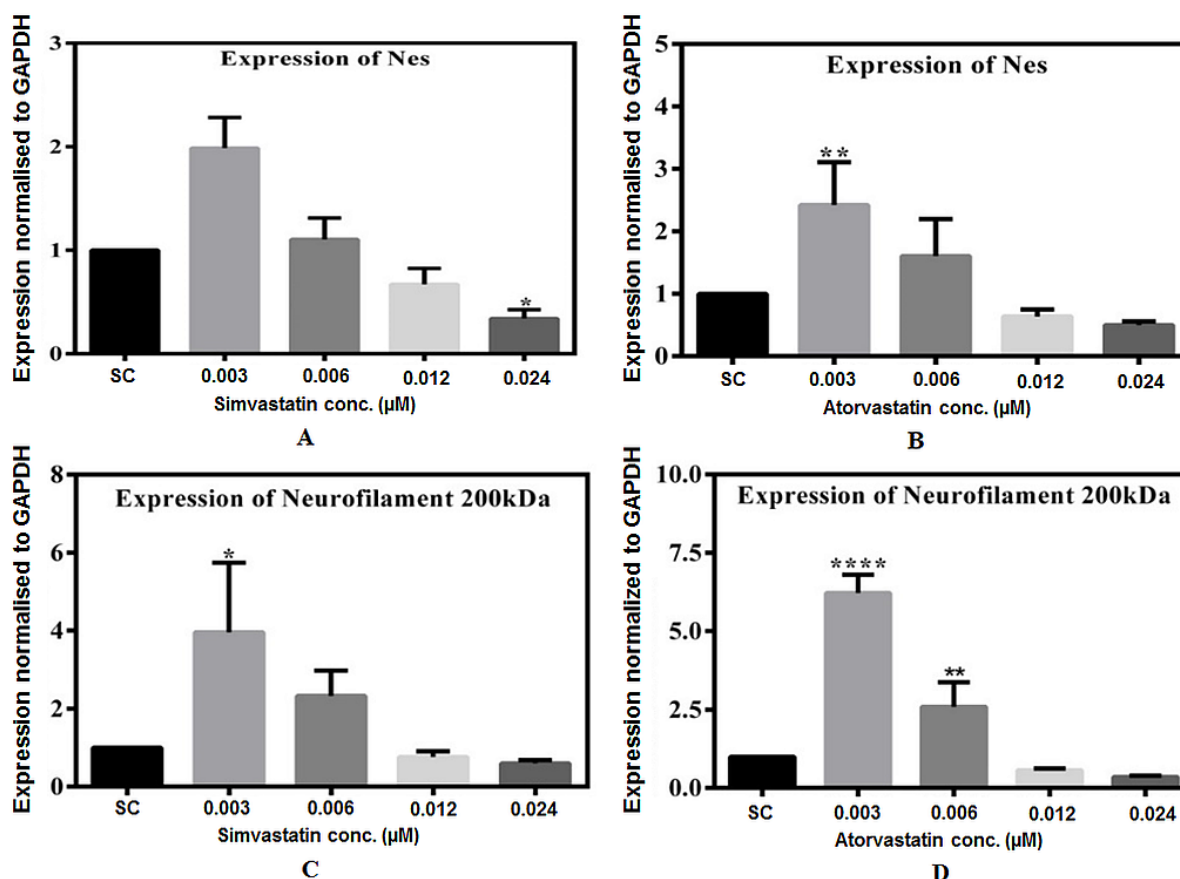 Expression of Nes
Expression normalised to GAPDH
3
2
1
0
*
SC 0.003 0.006 0.012 0.024
Simvastatin conc. (µM)
A
Expression of Nes
Expression normalised to GAPDH
5
4
3
2
1
0
**
SC 0.003 0.006 0.012 0.024
Atorvastatin conc. (µM)
B
Expression of Neurofilament 200kDa
Expression normalised to GAPDH
8
6
4
2
0
*
SC 0.003 0.006 0.012 0.024
Simvastatin conc. (µM)
C
Expression of Neurofilament 200kDa
Expression normalized to GAPDH
10.0
7.5
5.0
2.5
0.0
****
**
SC 0.003 0.006 0.012 0.024
Atorvastatin conc. (µM)
D